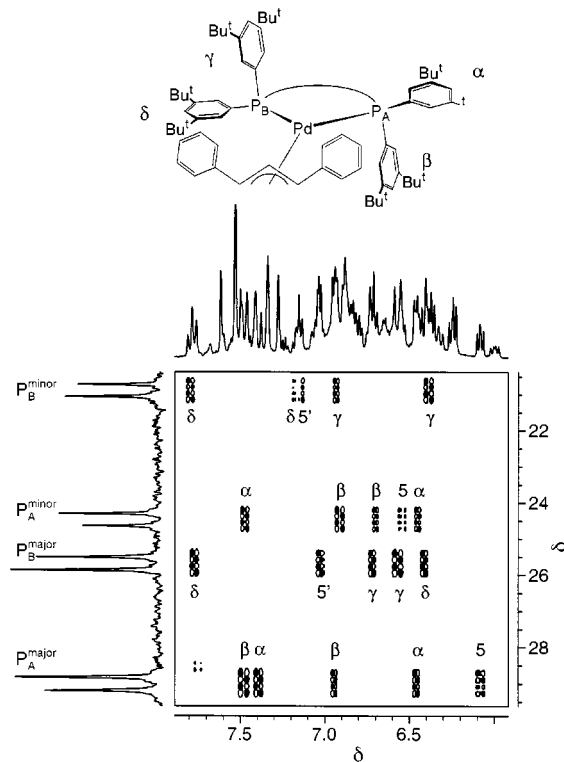 Bu^t Bu^t
γ Bu^t α
Bu^t
δ P_B P_A t
Pd
Bu^t β
Bu^t
Bu^t
P_B^minor
δ δ 5' γ γ
22
α β β 5 α
P_A^minor
24
P_B^major
26
δ 5' γ γ δ
δ
28
β α β α 5
P_A^major
7.5 7.0 6.5
δ